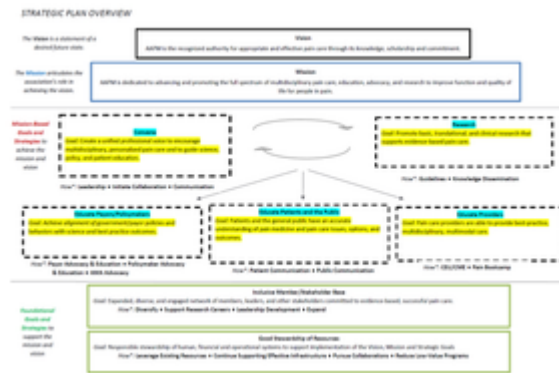 STRATEGIC PLAN OVERVIEW
The Vision is a statement of a
desired future state.
Vision
AAPM is the recognized authority for appropriate and effective pain care through its knowledge, scholarship and commitment.
The Mission articulates the
association's role in
achieving the vision.
Mission
AAPM is dedicated to advancing and promoting the full spectrum of multidisciplinary pain care, education, advocacy, and research to improve function and quality of
life for people in pain.
Mission-Based
Goals and
Strategies to
achieve the
mission and
vision
Convene
Goal: Create a unified professional voice to encourage
multidisciplinary, personalized pain care and to guide science,
policy, and patient education.
How": Leadership • Initiate Collaboration • Communication
Research
Goal: Promote basic, translational, and clinical research that
supports evidence-based pain care.
How": Guidelines • Knowledge Dissemination
Educate Payers/Policymakers
Goal: Achieve alignment of government/payer policies and
behaviors with science and best practice outcomes.
How": Payer Advocacy & Education • Policymaker Advocacy
& Education • AMA Advocacy
Educate Patients and the Public
Goal: Patients and the general public have an accurate
understanding of pain medicine and pain care issues, options, and
outcomes.
How": Patient Communication • Public Communication
Educate Providers
Goal: Pain care providers are able to provide best practice,
multidisciplinary, multimodal care.
How": CEU/CME • Pain Bootcamp
Foundational
Goals and
Strategies to
support the
mission and
vision
Inclusive Member/Stakeholder Base
Goal: Expanded, diverse, and engaged network of members, leaders, and other stakeholders committed to evidence based, successful pain care.
How": Diversify • Support Research Careers • Leadership Development • Expand
Good Stewardship of Resources
Goal: Responsible stewardship of human, financial and operational systems to support implementation of the Vision, Mission and Strategic Goals
How": Leverage Existing Resources • Continue Supporting Effective Infrastructure • Pursue Collaborations • Reduce Low-Value Programs